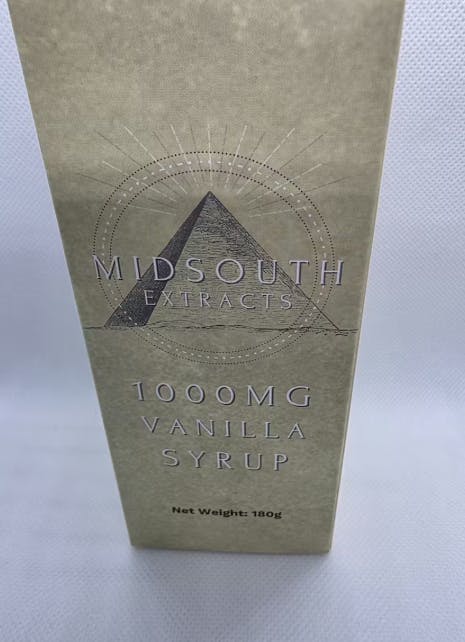 MIDSOUTH
EXTRACTS
1000MG
VANILLA
SYRUP
Net Weight: 180g